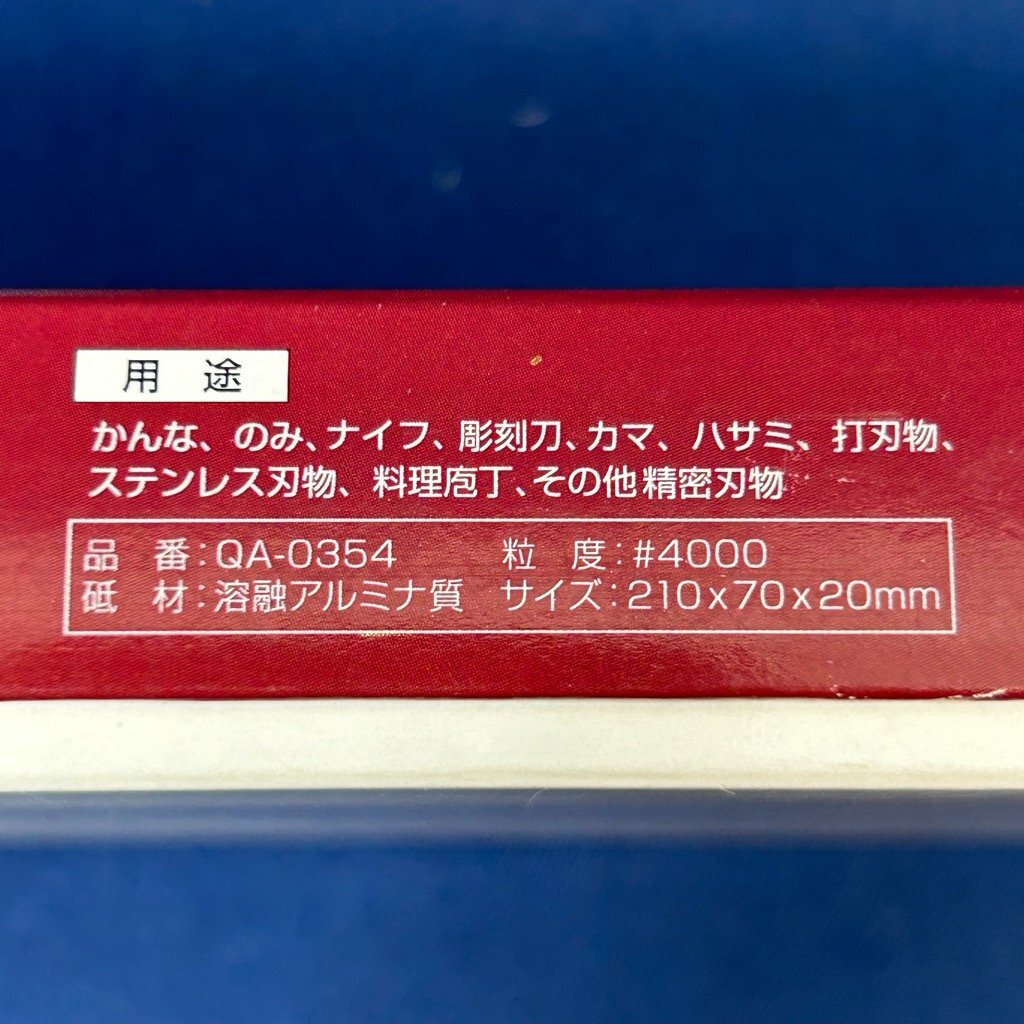 用 途
かんな、のみ、ナイフ、彫刻刀、カマ、ハサミ、打刃物、
ステンレス刃物、料理庖丁、その他精密刃物
品 番：QA-0354 粒 度：#4000
砥 材：溶融アルミナ質 サイズ：210x70x20mm